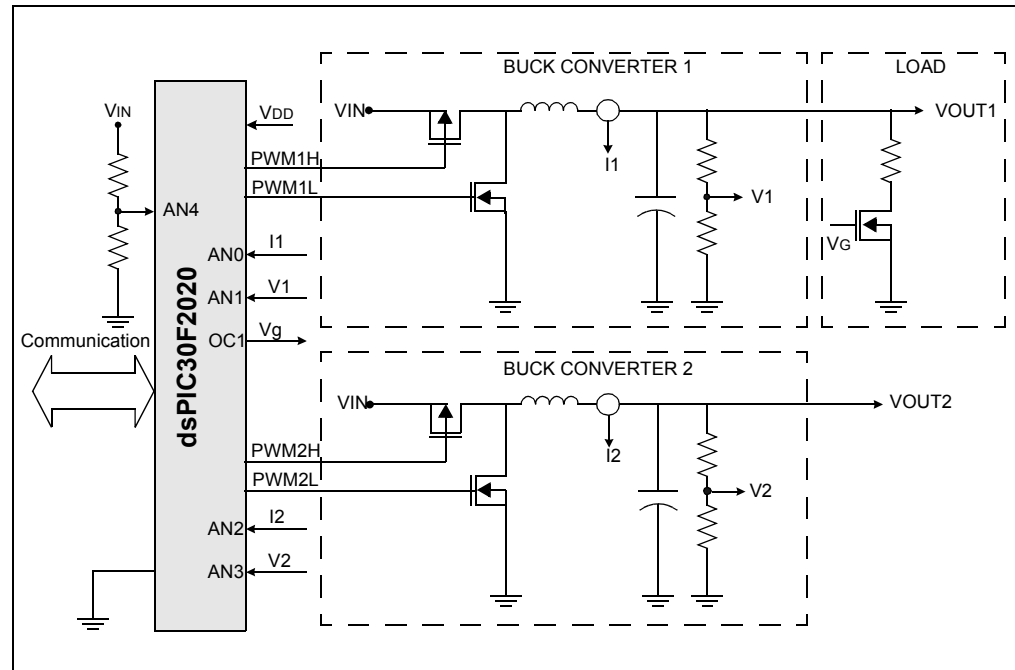 BUCK CONVERTER 1
LOAD
VIN
VDD
VIN
VOUT1
PWM1H
I1
PWM1L
V1
AN4
VG
AN0
I1
AN1
V1
dsPIC30F2020
Communication
OC1
Vg
BUCK CONVERTER 2
VIN
VOUT2
PWM2H
I2
PWM2L
V2
AN2
I2
AN3
V2